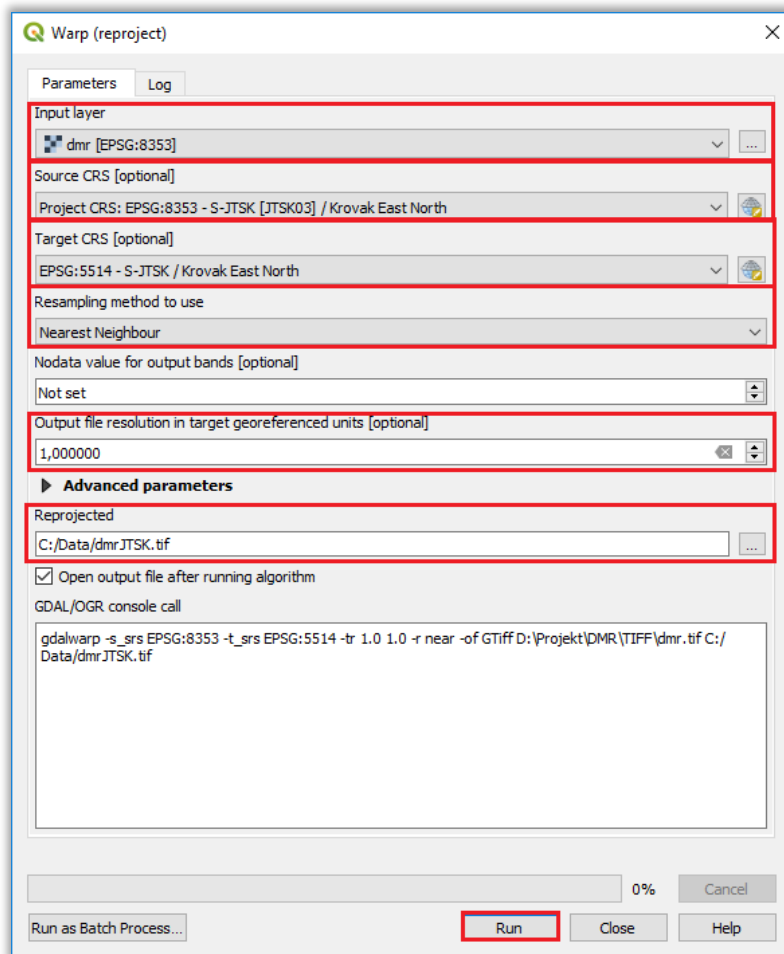 Warp (reproject)
Parameters Log
Input layer
dmr [EPSG:8353]
...
Source CRS [optional]
Project CRS: EPSG:8353 - S-JTSK [JTSK03] / Krovak East North
Target CRS [optional]
EPSG:5514 - S-JTSK / Krovak East North
Resampling method to use
Nearest Neighbour
Nodata value for output bands [optional]
Not set
Output file resolution in target georeferenced units [optional]
1,000000
Advanced parameters
Reprojected
C:/Data/dmrJTSK.tif
...
Open output file after running algorithm
GDAL/OGR console call
gdalwarp -s_srs EPSG:8353 -t_srs EPSG:5514 -tr 1.0 1.0 -r near -of GTiff D:\Projekt\DMR\TIFF\dmr.tif C:/
Data/dmrJTSK.tif
0% Cancel
Run as Batch Process... Run Close Help